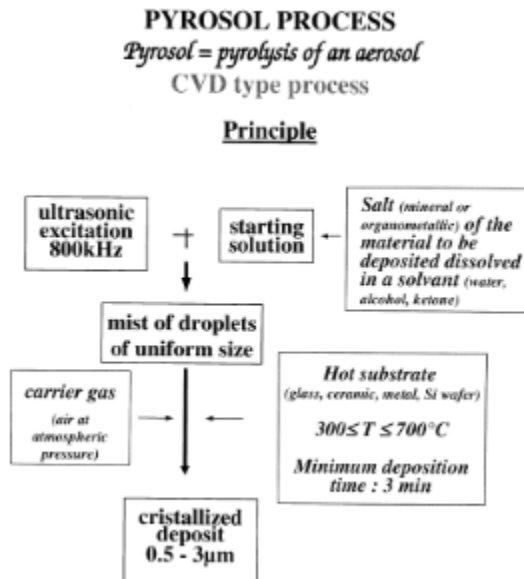 PYROSOL PROCESS
Pyrosol = pyrolysis of an aerosol
CVD type process
Principle
ultrasonic
excitation
800kHz
+
starting
solution
Salt (mineral or
organometallic) of the
material to be
deposited dissolved
in a solvant (water,
alcohol, ketone)
mist of droplets
of uniform size
carrier gas
(air at
atmospheric
pressure)
Hot substrate
(glass, ceramic, metal, Si wafer)
300≤T≤700°C
Minimum deposition
time : 3 min
cristallized
deposit
0.5 - 3µm